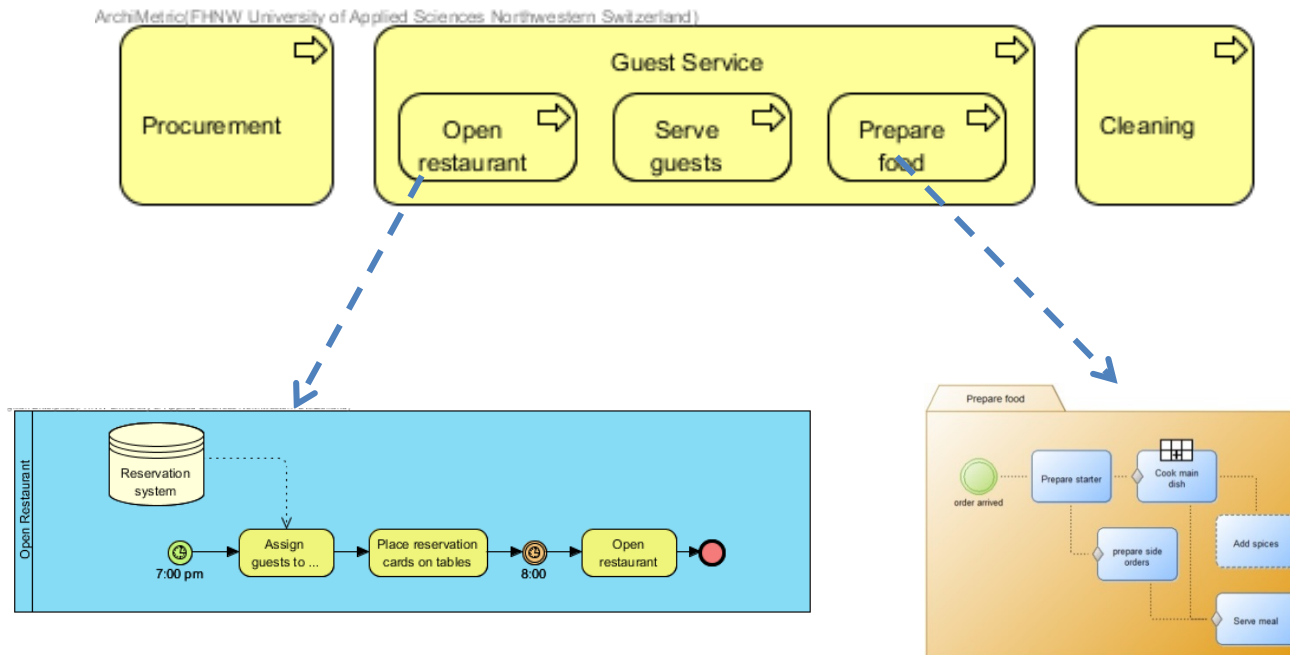 ArchiMetric(FHNW University of Applied Sciences Northwestern Switzerland)
Procurement
Guest Service
Open
restaurant
Serve
guests
Prepare
food
Cleaning
Open Restaurant
Reservation
system
7:00 pm
Assign
guests to ...
Place reservation
cards on tables
8:00
Open
restaurant
Prepare food
order arrived
Prepare starter
Cook main
dish
prepare side
orders
Add spices
Serve meal